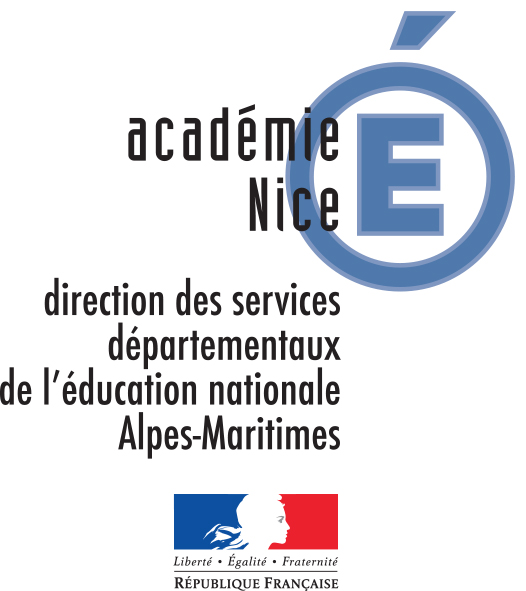 académie
Nice
É
direction des services
départementaux
de l’éducation nationale
Alpes-Maritimes
Liberté • Égalité • Fraternité
RÉPUBLIQUE FRANÇAISE